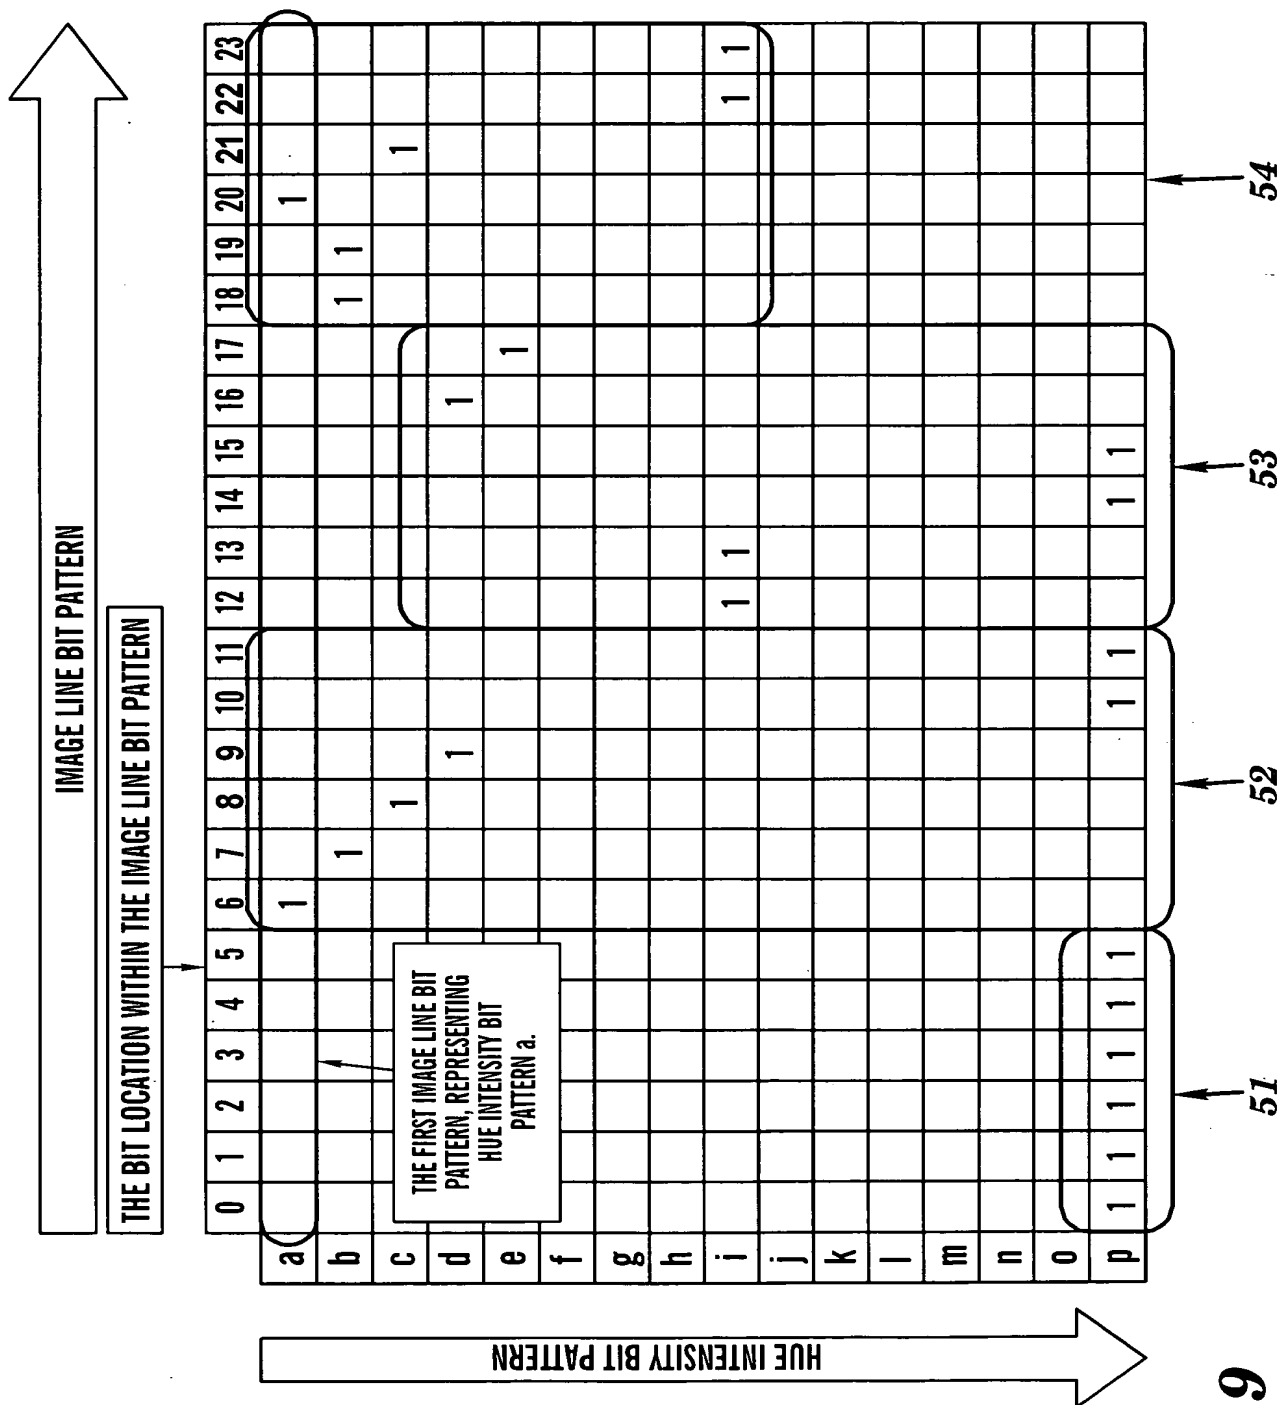 IMAGE LINE BIT PATTERN
THE BIT LOCATION WITHIN THE IMAGE LINE BIT PATTERN
0 1 2 3 4 5 6 7 8 9 10 11 12 13 14 15 16 17 18 19 20 21 22 23
a 1 1
b 1 1 1
c 1 1
d 1 1
e 1
f
g
h
i 1 1 1 1
j
k
l
m
n
o
p 1 1 1 1 1 1 1 1 1 1
THE FIRST IMAGE LINE BIT
PATTERN, REPRESENTING
HUE INTENSITY BIT
PATTERN a.
HUE INTENSITY BIT PATTERN
51 52 53 54
9